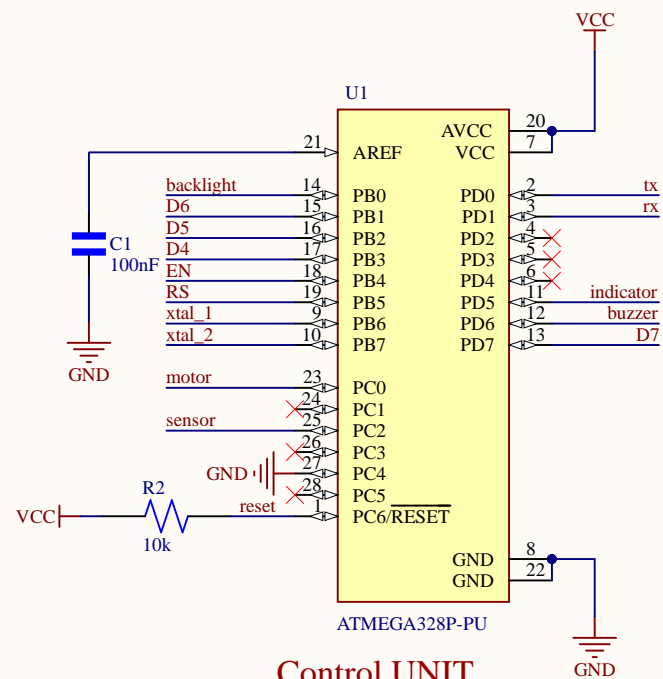 VCC
U1
21 AREF AVCC 20
VCC 7
backlight 14 PB0 PD0 2 tx
D6 15 PB1 PD1 3 rx
D5 16 PB2 PD2 4
D4 17 PB3 PD3 5
EN 18 PB4 PD4 6
RS 19 PB5 PD5 11 indicator
xtal_1 9 PB6 PD6 12 buzzer
xtal_2 10 PB7 PD7 13 D7
C1
100nF
GND
motor 23 PC0
24 PC1
sensor 25 PC2
26 PC3
GND 27 PC4
28 PC5
VCC R2 reset 1 PC6/RESET
10k
GND 8
GND 22
ATMEGA328P-PU
GND
Control UNIT